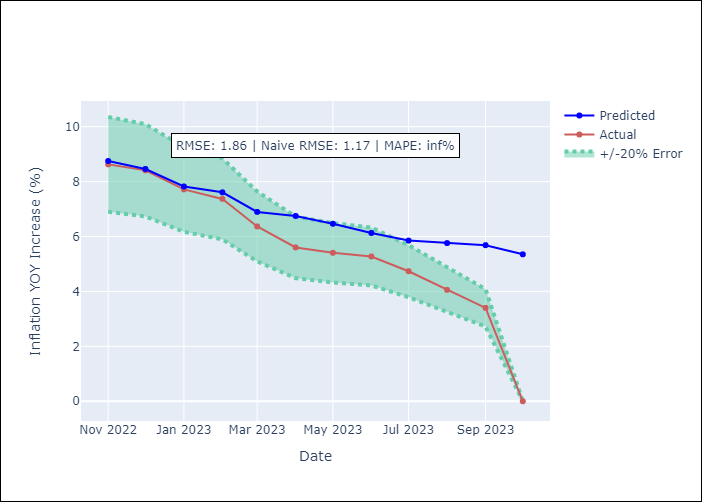 Predicted
Actual
+/-20% Error
RMSE: 1.86 | Naive RMSE: 1.17 | MAPE: inf%
10
8
6
4
2
0
Inflation YOY Increase (%)
Nov 2022 Jan 2023 Mar 2023 May 2023 Jul 2023 Sep 2023
Date